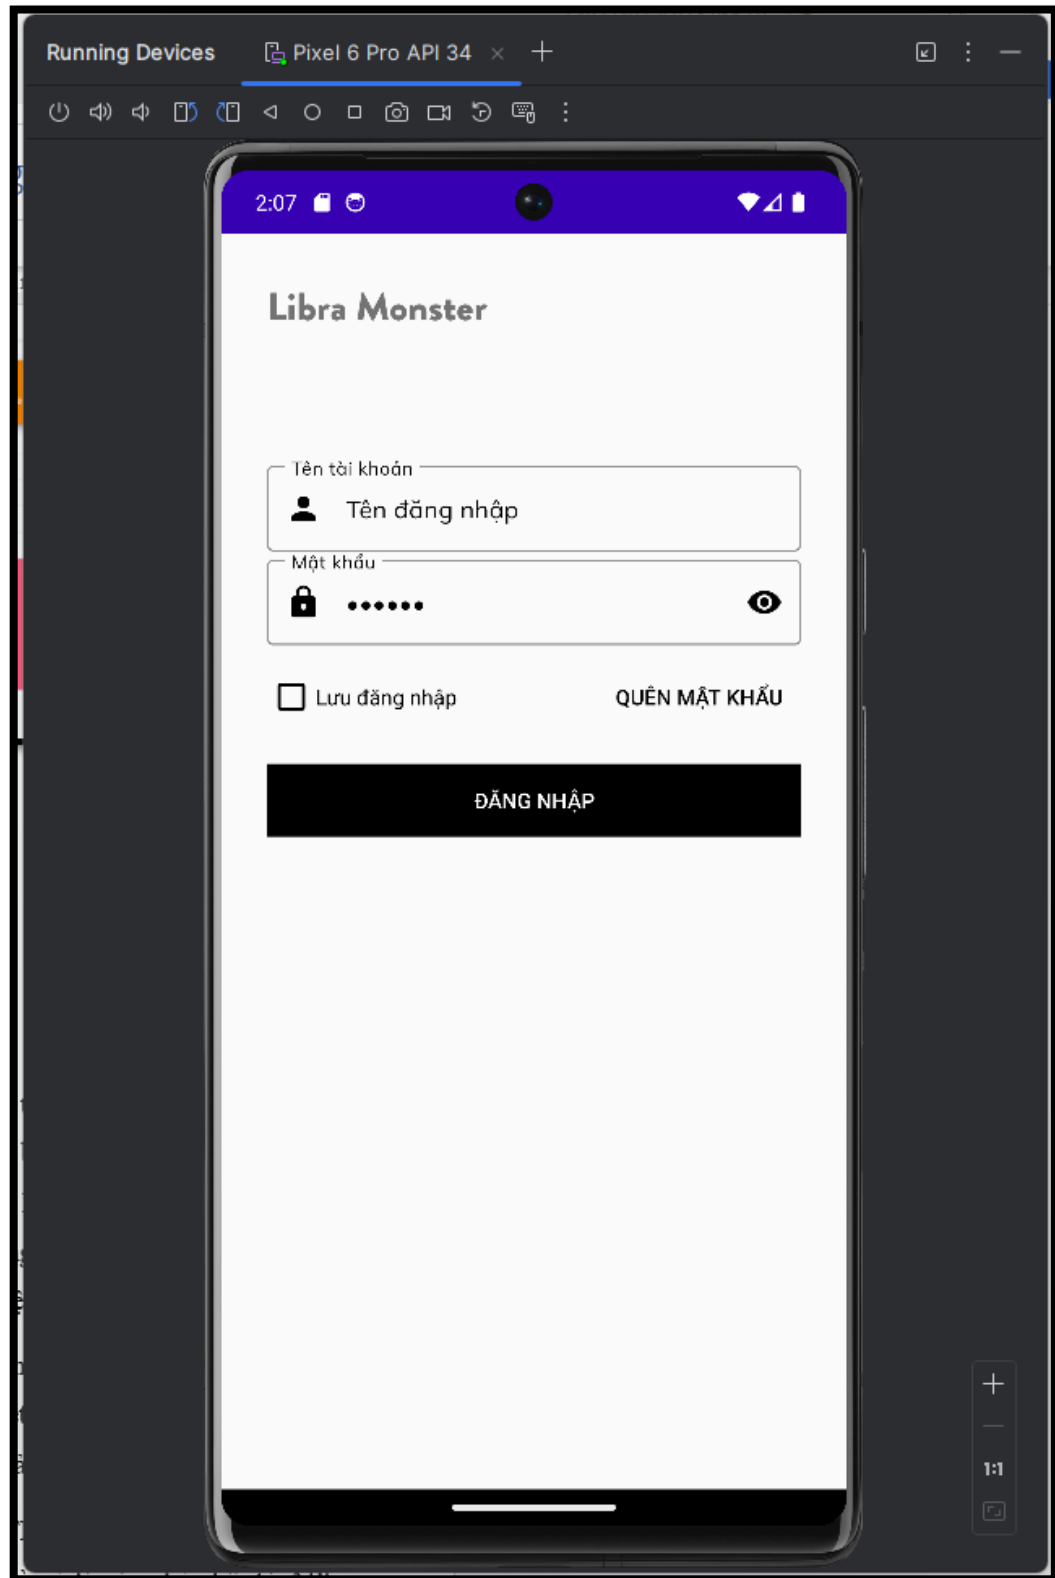 Running Devices Pixel 6 Pro API 34
2:07
Libra Monster
Tên tài khoản
Tên đăng nhập
Mật khẩu
••••••
Lưu đăng nhập QUÊN MẬT KHẨU
ĐĂNG NHẬP
1:1